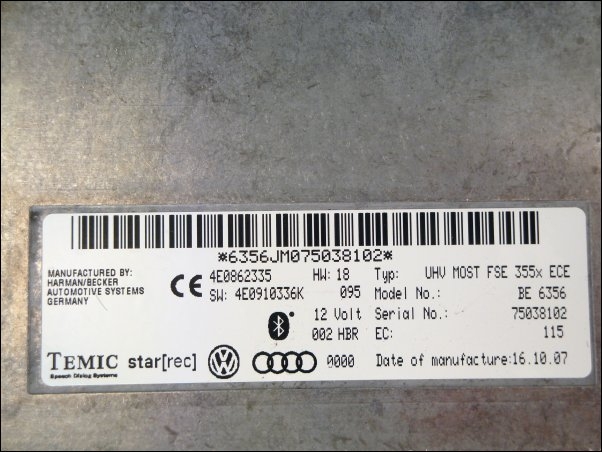 *6356JM075038102*
MANUFACTURED BY:
HARMAN/BECKER
AUTOMOTIVE SYSTEMS
GERMANY
CE 4E0862335 HW: 18 Typ: UHV MOST FSE 355x ECE
SW: 4E0910336K 095 Model No.: BE 6356
12 Volt Serial No.: 75038102
002 HBR EC: 115
TEMIC star[rec] 0000 Date of manufacture:16.10.07
Speech Dialog Systems